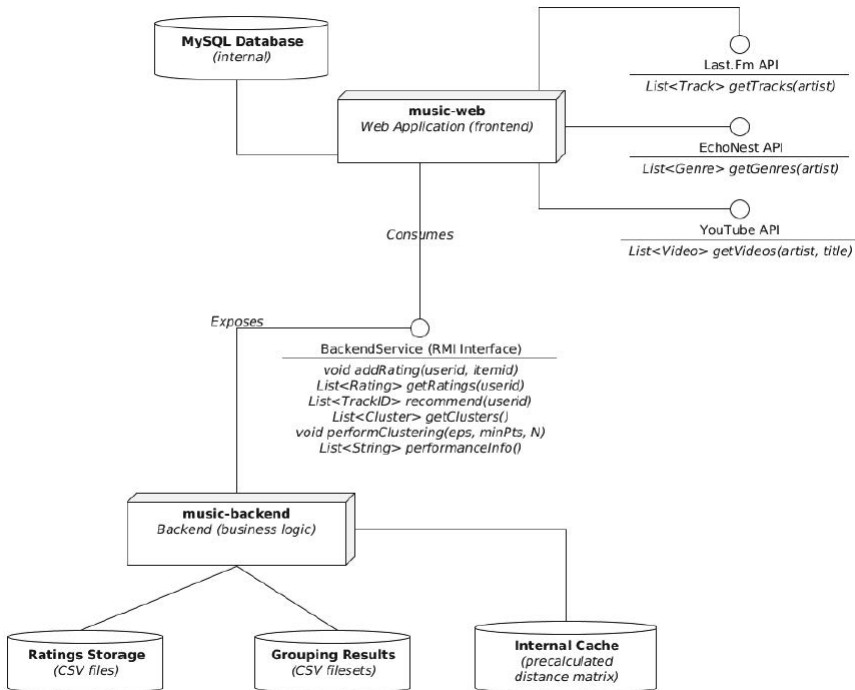 MySQL Database
(internal)
music-web
Web Application (frontend)
Last.Fm API
List<Track> getTracks(artist)
EchoNest API
List<Genre> getGenres(artist)
YouTube API
List<Video> getVideos(artist, title)
Consumes
Exposes
BackendService (RMI Interface)
void addRating(userid, itemid)
List<Rating> getRatings(userid)
List<TrackID> recommend(userid)
List<Cluster> getClusters()
void performClustering(eps, minPts, N)
List<String> performanceInfo()
music-backend
Backend (business logic)
Ratings Storage
(CSV files)
Grouping Results
(CSV filesets)
Internal Cache
(precalculated
distance matrix)